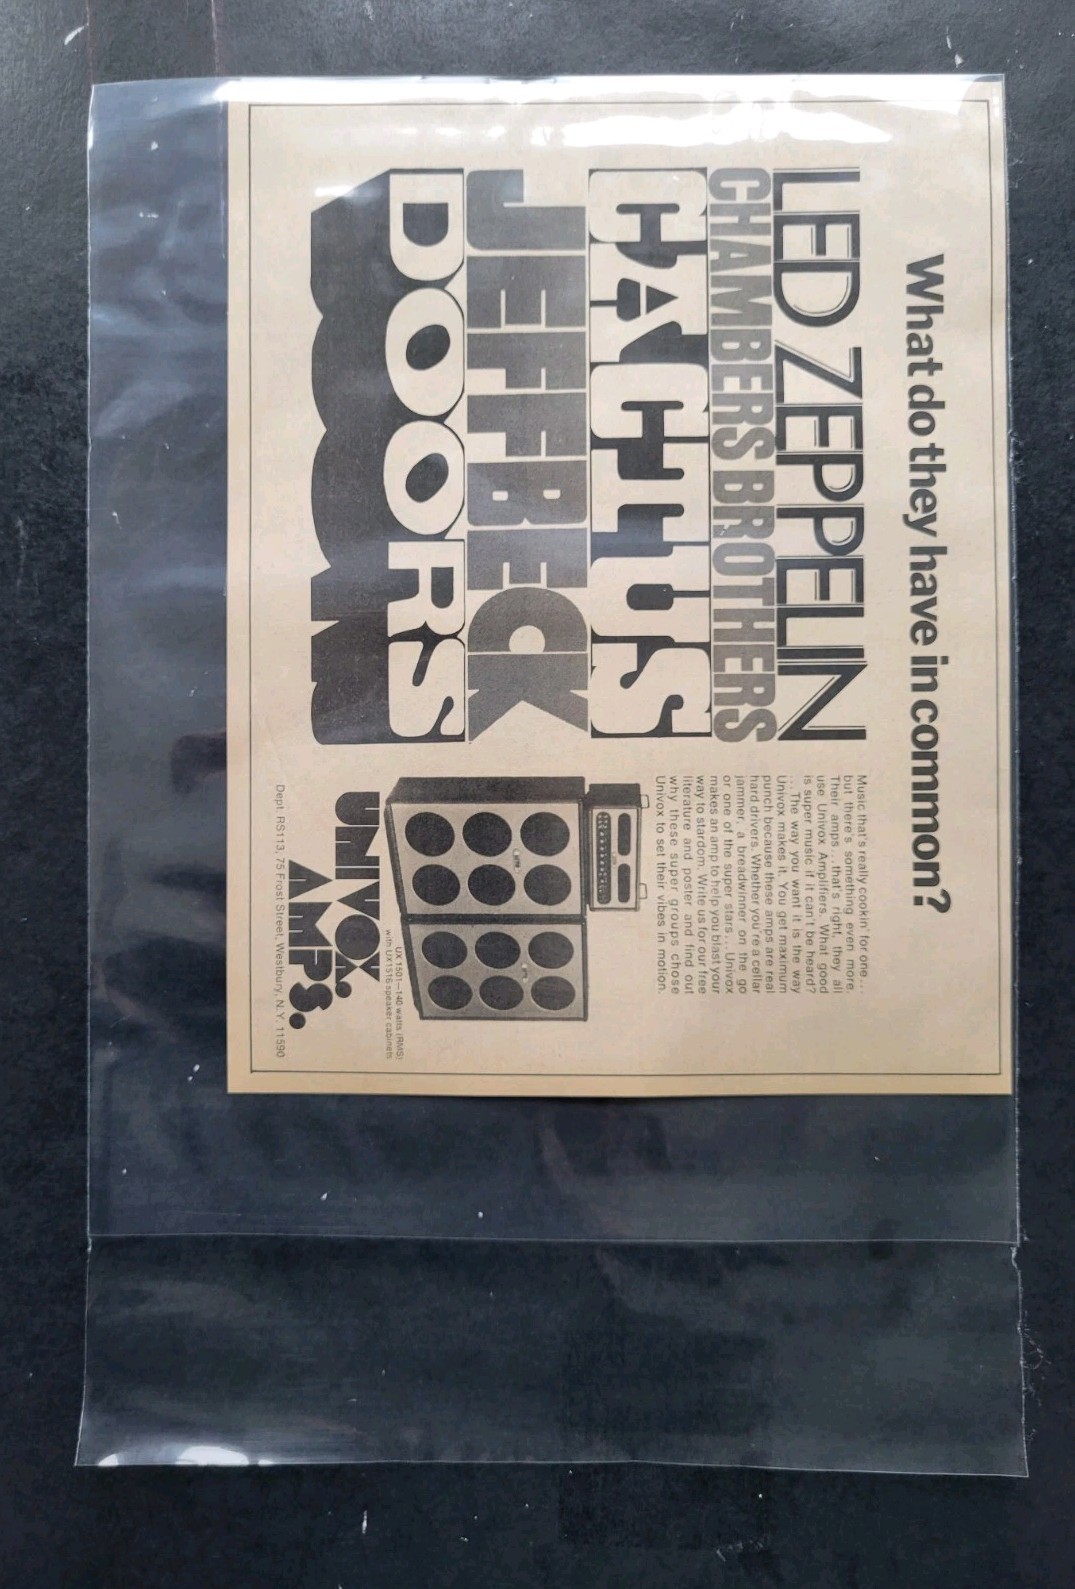 What do they have in common?
LED ZEPPELIN
CHAMBERS BROTHERS
CACTUS
JEFF BECK
DOORS
Music that's really cookin' for one...
but there's something even more.
Their amps...that's right, they all
use Univox Amplifiers. What good
is super music if it can't be heard?
...The way you want it is the way
Univox makes it. You get maximum
punch because these amps are real
hard drivers. Whether you're a cellar
jammer, a breadwinner on the go
or one of the super stars... Univox
makes an amp to help you blast your
way to stardom. Write us for our free
literature and poster and find out
why these super groups chose
Univox to set their vibes in motion.
UX 1501—140 watts (RMS)
with UX1516 speaker cabinets
UNIVOX.
AMPS.
Dept. RS113, 75 Frost Street, Westbury, N.Y. 11590